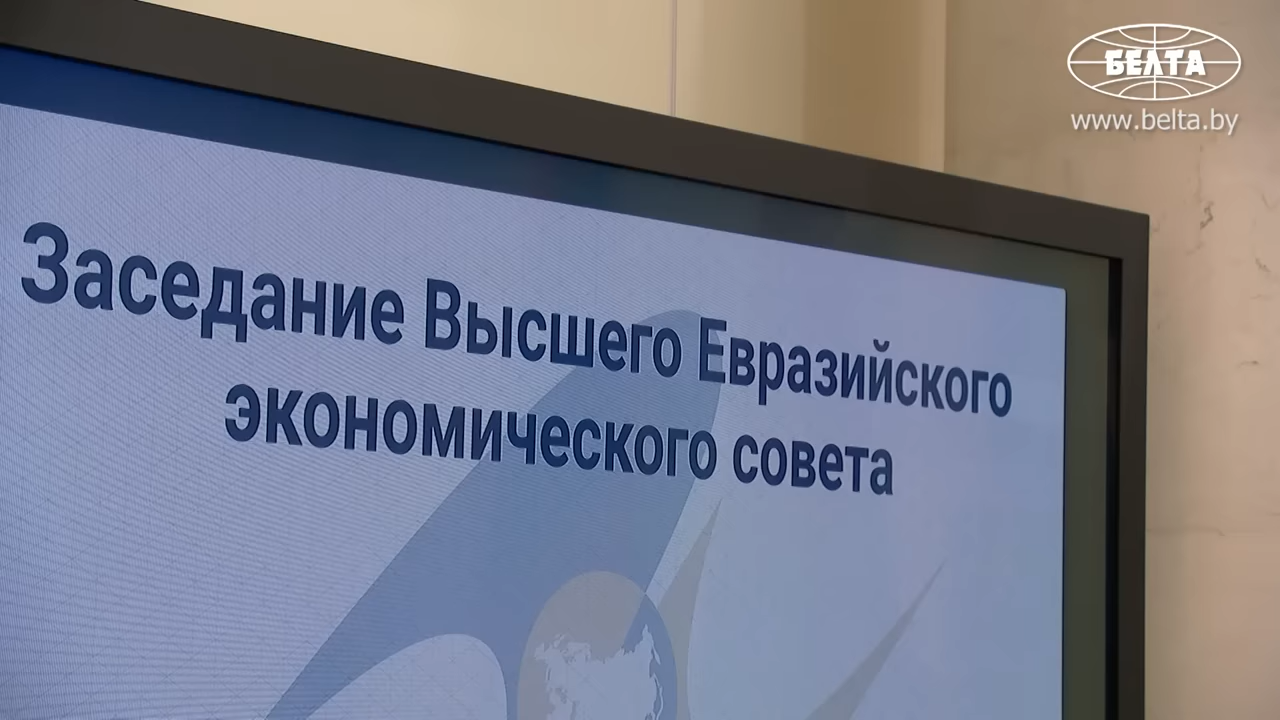 БЕЛТА
www.belta.by
Заседание Высшего Евразийского
экономического совета